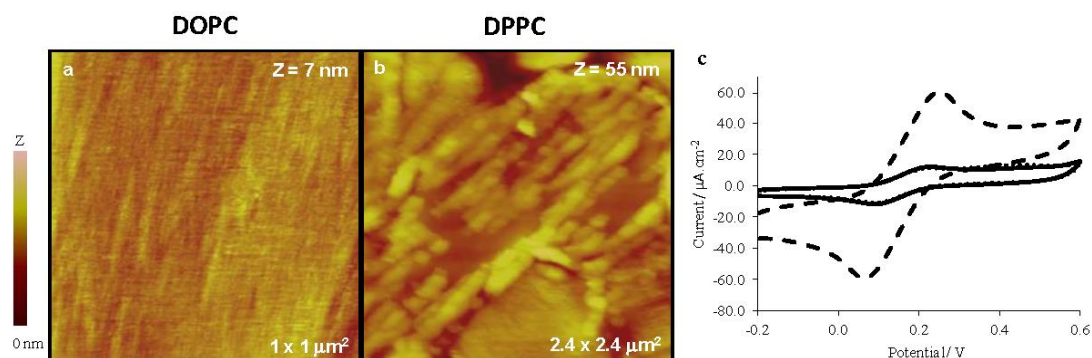 DOPC
DPPC
a
Z = 7 nm
b
Z = 55 nm
c
Z
0 nm
1 x 1 µm²
2.4 x 2.4 µm²
Current / µA.cm⁻²
60.0
40.0
20.0
0.0
-20.0
-40.0
-60.0
-80.0
-0.2
0.0
0.2
0.4
0.6
Potential/ V